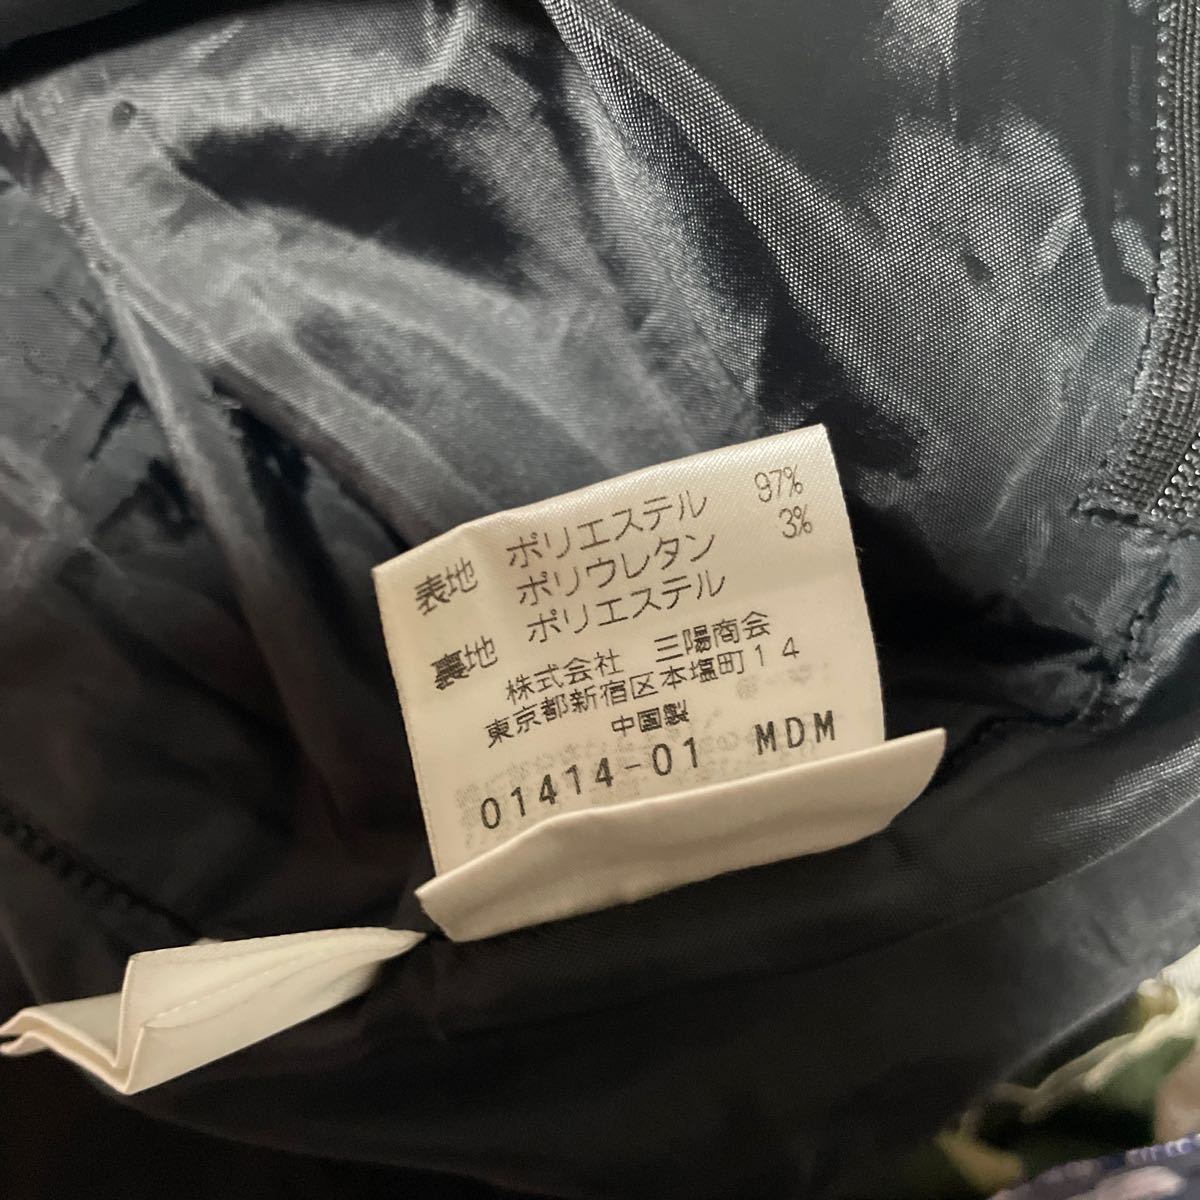 表地 ポリエステル 97%
ポリウレタン 3%
裏地 ポリエステル
株式会社 三陽商会
東京都新宿区本塩町14
中国製
01414-01 MDM